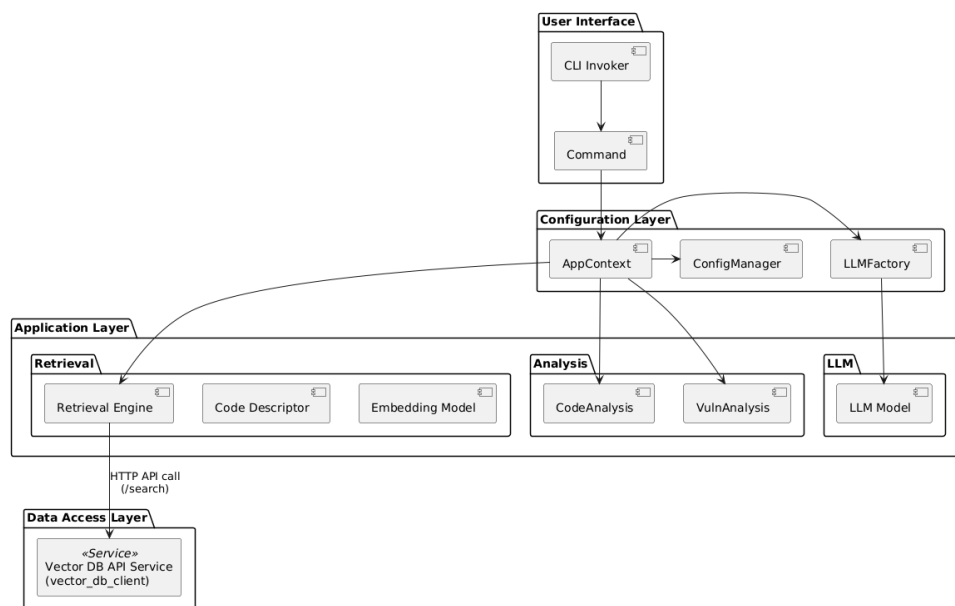 User Interface
CLI Invoker
Command
Configuration Layer
AppContext
ConfigManager
LLMFactory
Application Layer
Retrieval
Retrieval Engine
Code Descriptor
Embedding Model
Analysis
CodeAnalysis
VulnAnalysis
LLM
LLM Model
HTTP API call
(/search)
Data Access Layer
«Service»
Vector DB API Service
(vector_db_client)